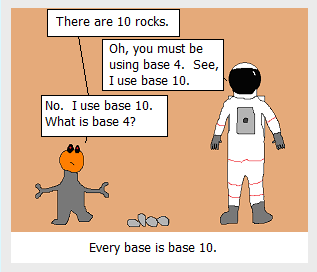 There are 10 rocks.
Oh, you must be
using base 4.  See,
I use base 10.
No.  I use base 10.
What is base 4?
Every base is base 10.